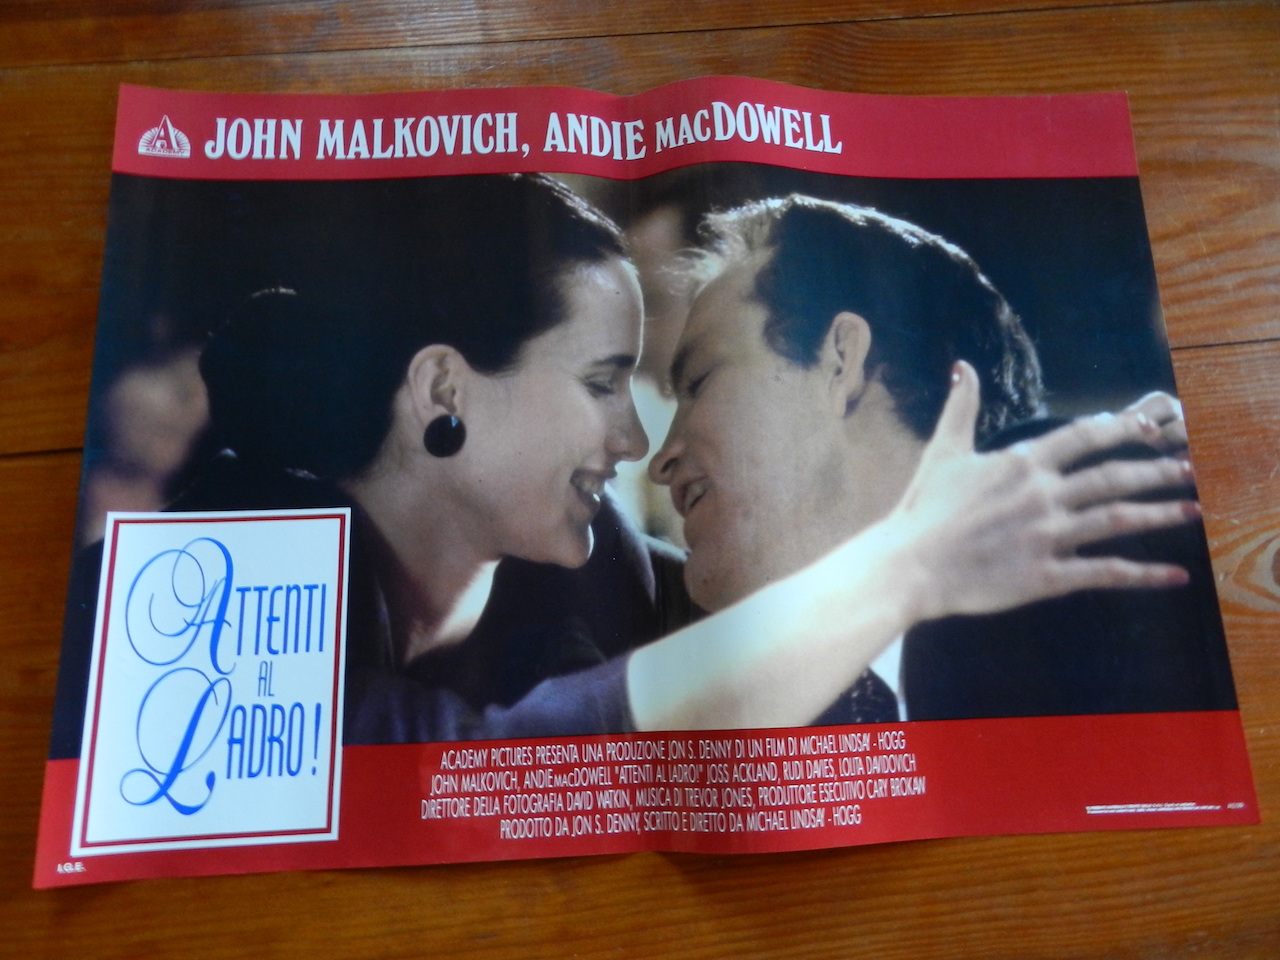 A
ACADEMY
JOHN MALKOVICH, ANDIE MACDOWELL
ATTENTI
AL
LADRO!
ACADEMY PICTURES PRESENTA UNA PRODUZIONE JON S. DENNY DI UN FILM DI MICHAEL LINDSAY - HOGG
JOHN MALKOVICH, ANDIE MACDOWELL "ATTENTI AL LADRO!" JOSS ACKLAND, RUDI DAVIES, LOLITA DAVIDOVICH
DIRETTORE DELLA FOTOGRAFIA DAVID WATKIN, MUSICA DI TREVOR JONES, PRODUTTORE ESECUTIVO CARY BROKAW
PRODOTTO DA JON S. DENNY, SCRITTO E DIRETTO DA MICHAEL LINDSAY - HOGG
I.G.E.